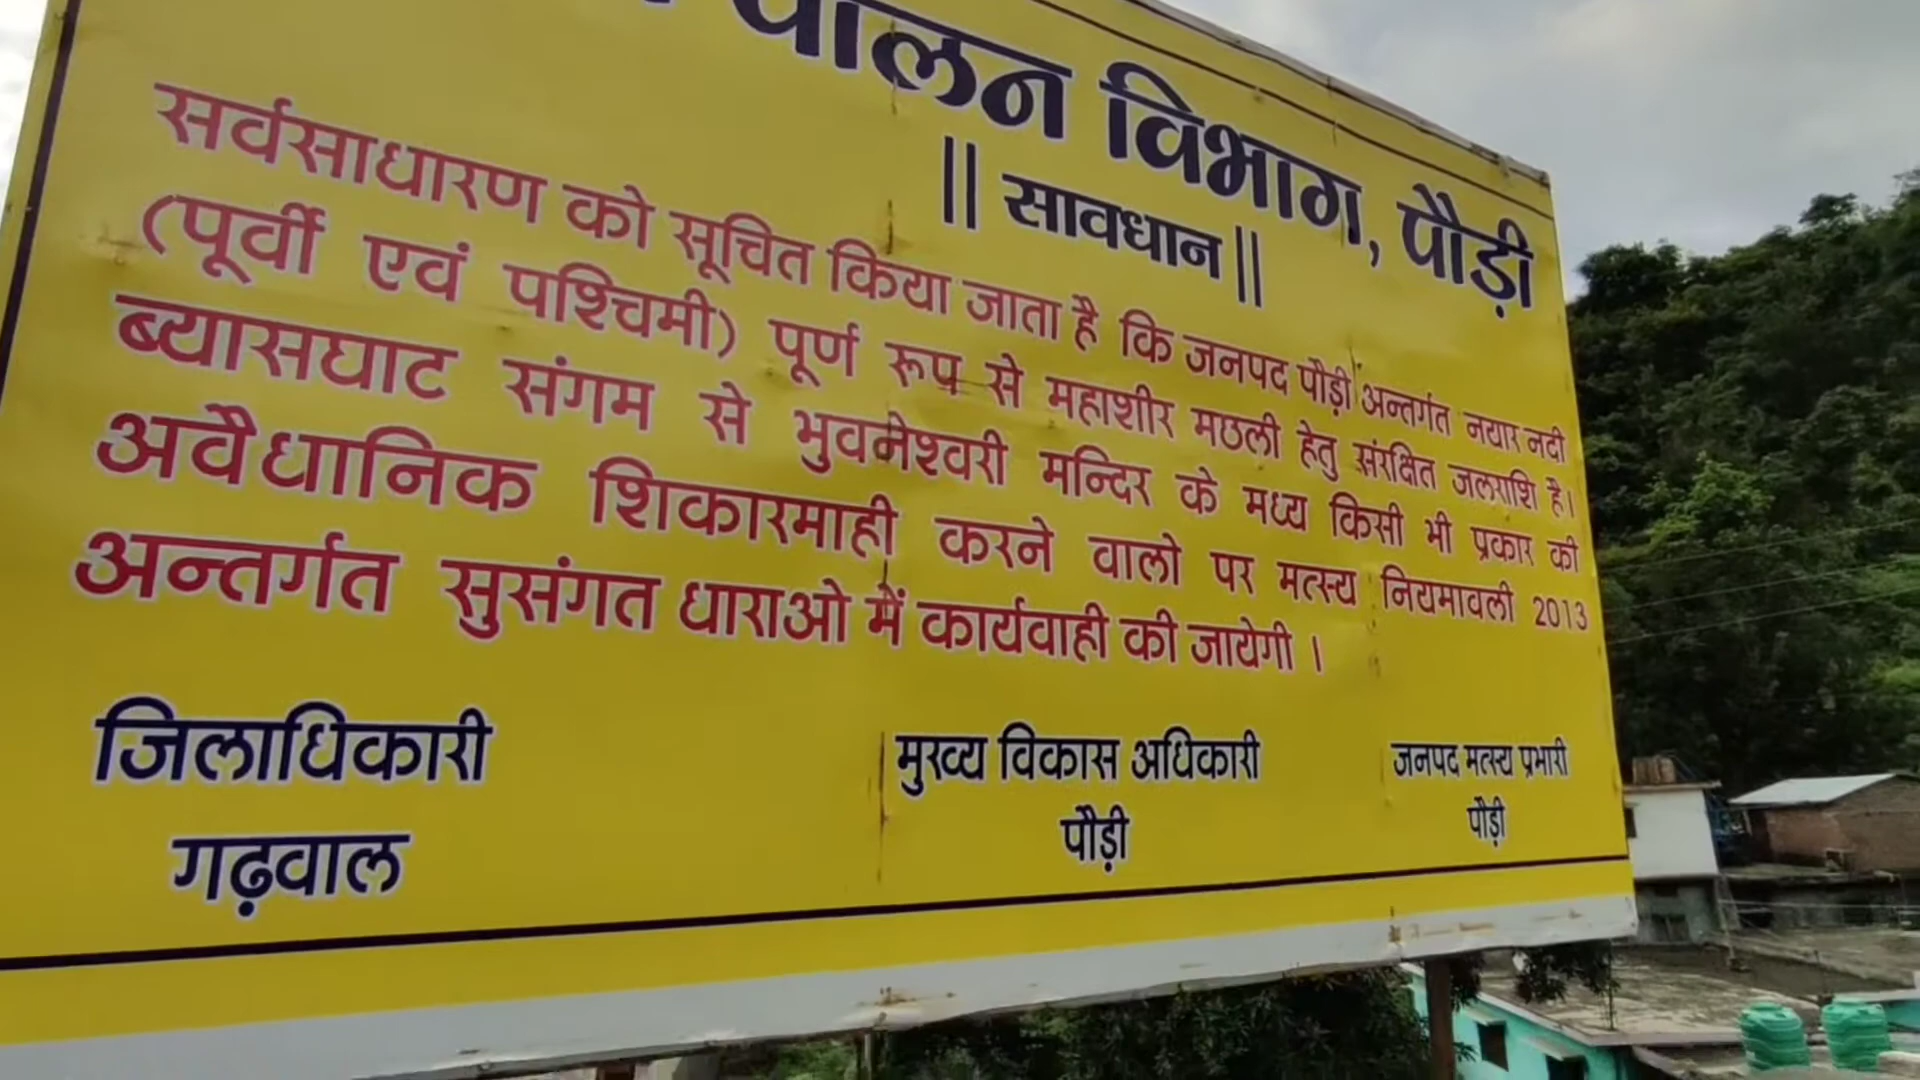 पालन विभाग, पौड़ी
|| सावधान ||
सर्वसाधारण को सूचित किया जाता है कि जनपद पौड़ी अन्तर्गत नयार नदी
(पूर्वी एवं पश्चिमी) पूर्ण रूप से महाशीर मछली हेतु संरक्षित जलराशि है।
ब्यासघाट संगम से भुवनेश्वरी मन्दिर के मध्य किसी भी प्रकार की
अवैधानिक शिकारमाही करने वालो पर मत्स्य नियमावली 2013
अन्तर्गत सुसंगत धाराओ में कार्यवाही की जायेगी ।
जिलाधिकारी
गढ़वाल
मुख्य विकास अधिकारी
पौड़ी
जनपद मत्स्य प्रभारी
पौड़ी